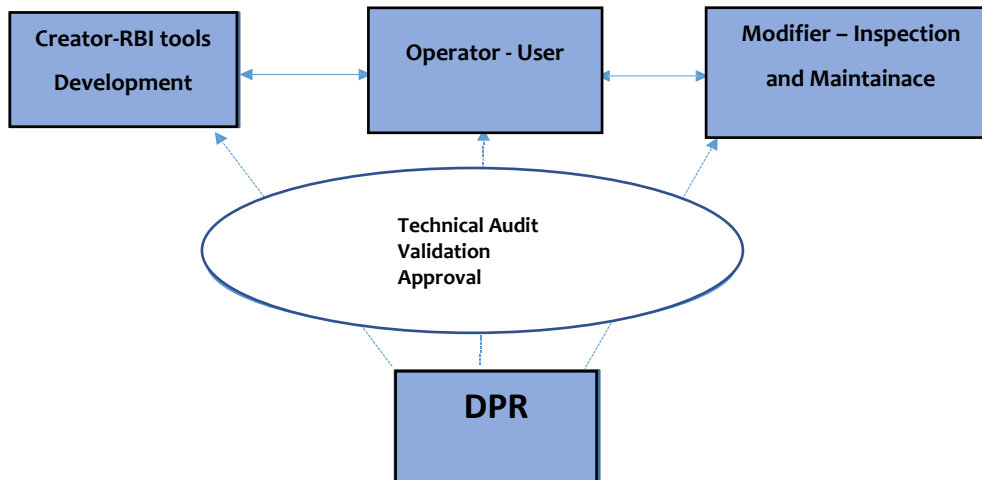 Creator-RBI tools
Development
Operator - User
Modifier – Inspection
and Maintainace
Technical Audit
Validation
Approval
DPR